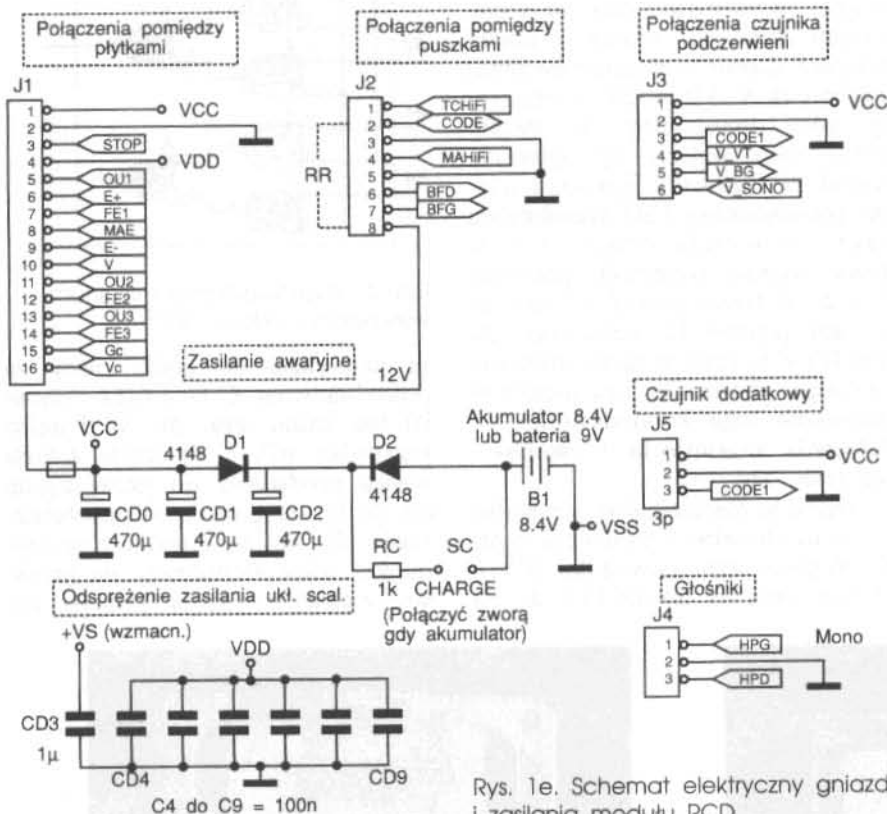 Połączenia pomiędzy
płytkami
Połączenia pomiędzy
puszkami
Połączenia czujnika
podczerwieni
J1
1
2
3
4
5
6
7
8
9
10
11
12
13
14
15
16
VCC
STOP
VDD
OU1
E+
FE1
MAE
E-
V
OU2
FE2
OU3
FE3
Gc
Vc
J2
1
2
3
4
5
6
7
8
RR
TCHiFi
CODE
MAHiFi
BFD
BFG
J3
1
2
3
4
5
6
VCC
CODE1
V_VT
V_BG
V_SONO
Zasilanie awaryjne
12V
VCC
4148
D1
D2
4148
CD0
470μ
CD1
470μ
CD2
470μ
RC
1k
SC
CHARGE
(Połączyć zworą
gdy akumulator)
Akumulator 8.4V
lub bateria 9V
B1
8.4V
VSS
Czujnik dodatkowy
J5
1
2
3
3p
VCC
CODE1
Głośniki
J4
1
2
3
HPG
HPD
Mono
Odsprężenie zasilania ukł. scal.
+VS (wzmacn.)
VDD
CD3
1μ
CD4
CD9
C4 do C9 = 100n
Rys. 1e. Schemat elektryczny gniazd
i zasilania modułu PCD